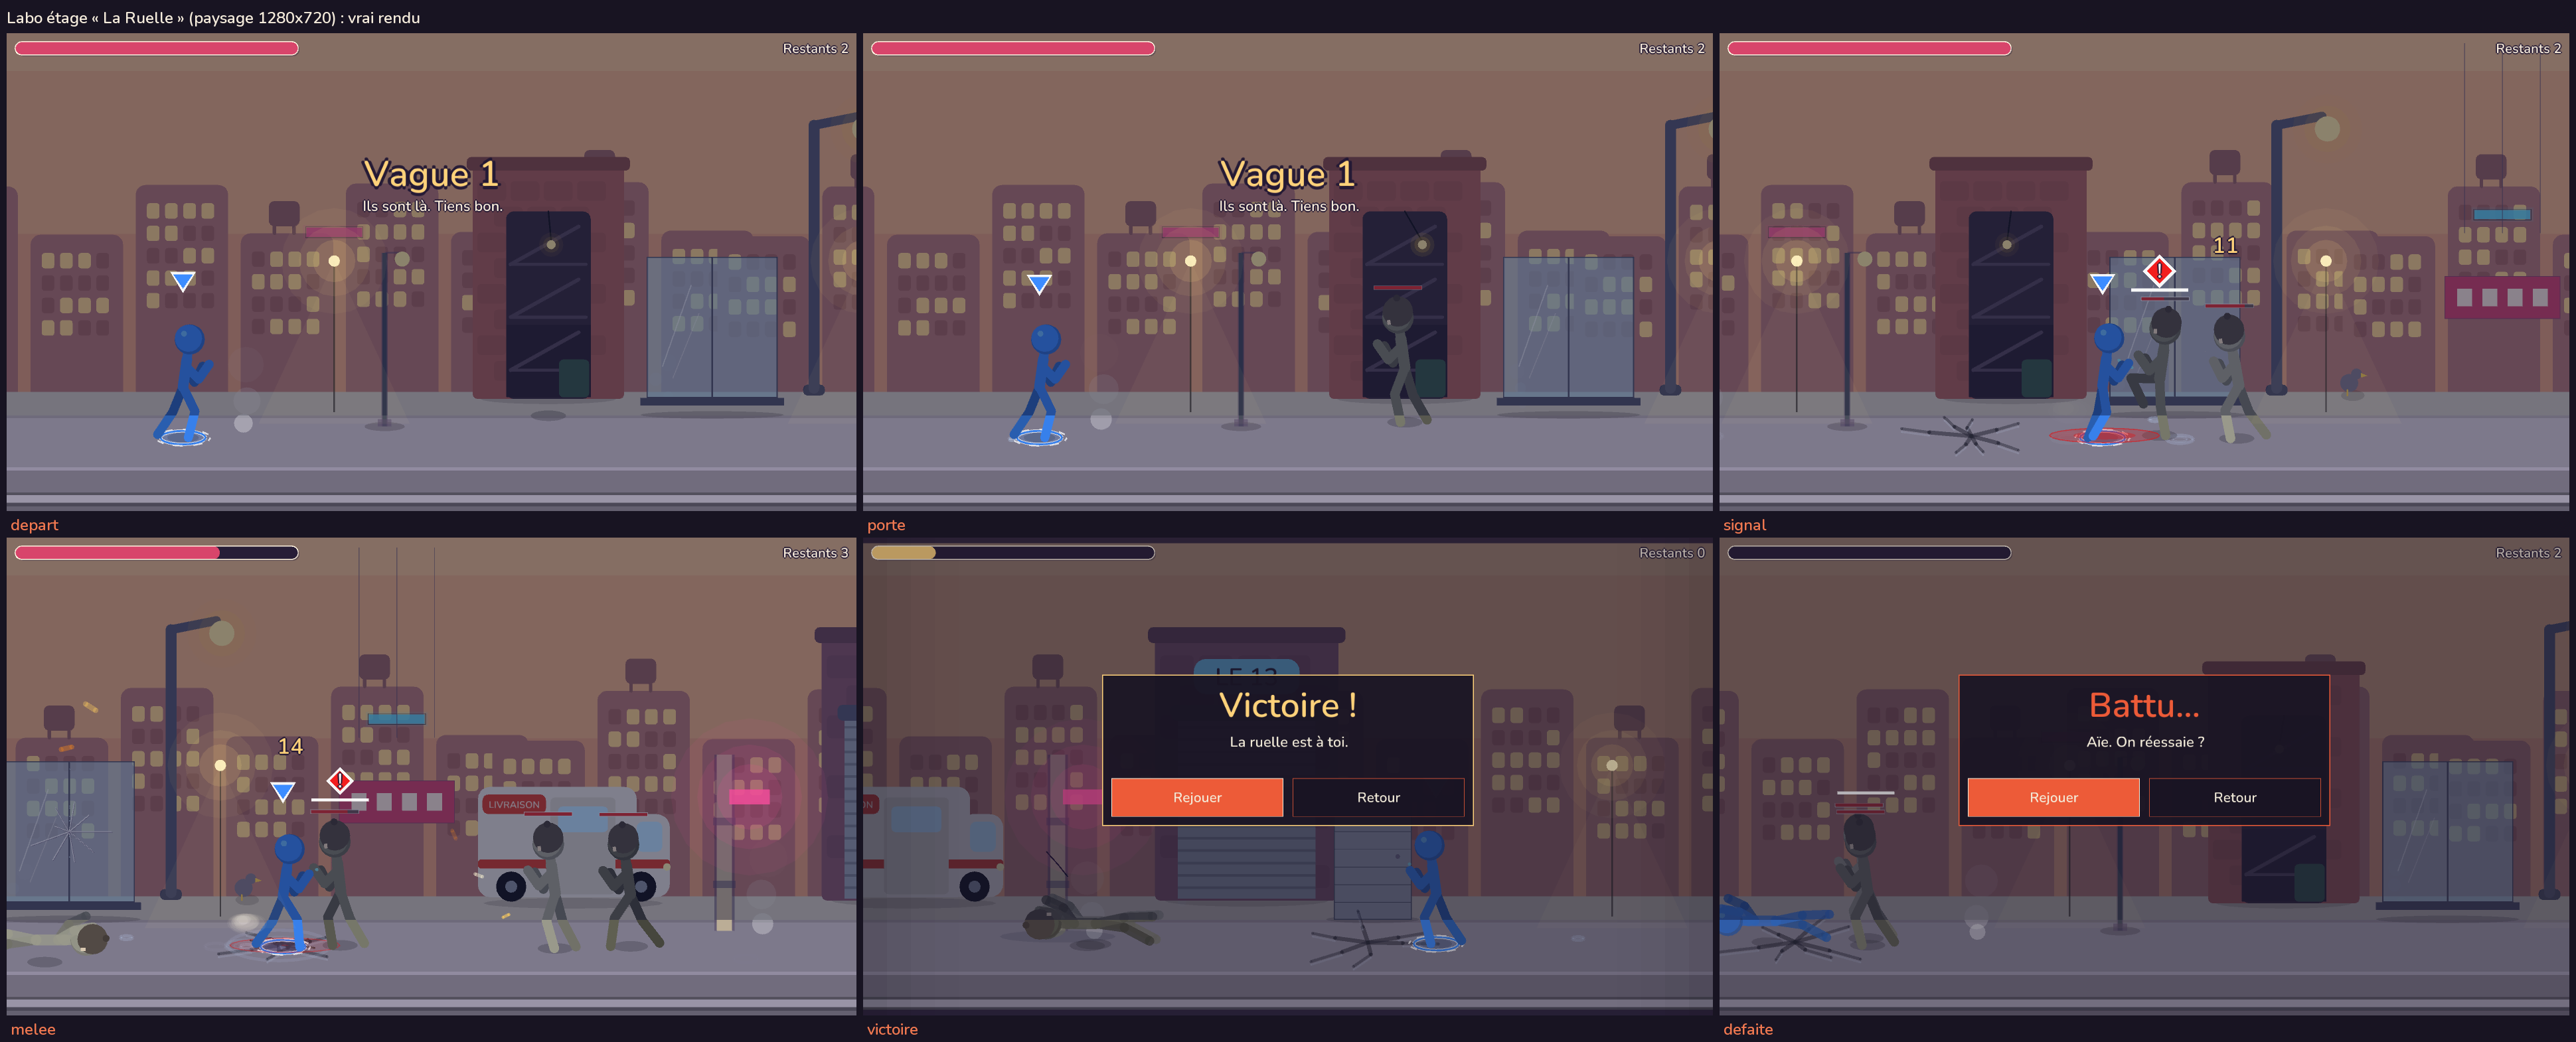 Labo étage « La Ruelle » (paysage 1280x720) : vrai rendu
Restants 2
Vague 1
Ils sont là. Tiens bon.
depart
Restants 2
Vague 1
Ils sont là. Tiens bon.
porte
Restants 2
11
!
signal
Restants 3
14
!
LIVRAISON
melee
Restants 0
Victoire !
La ruelle est à toi.
Rejouer
Retour
victoire
Restants 2
Battu...
Aïe. On réessaie ?
Rejouer
Retour
defaite